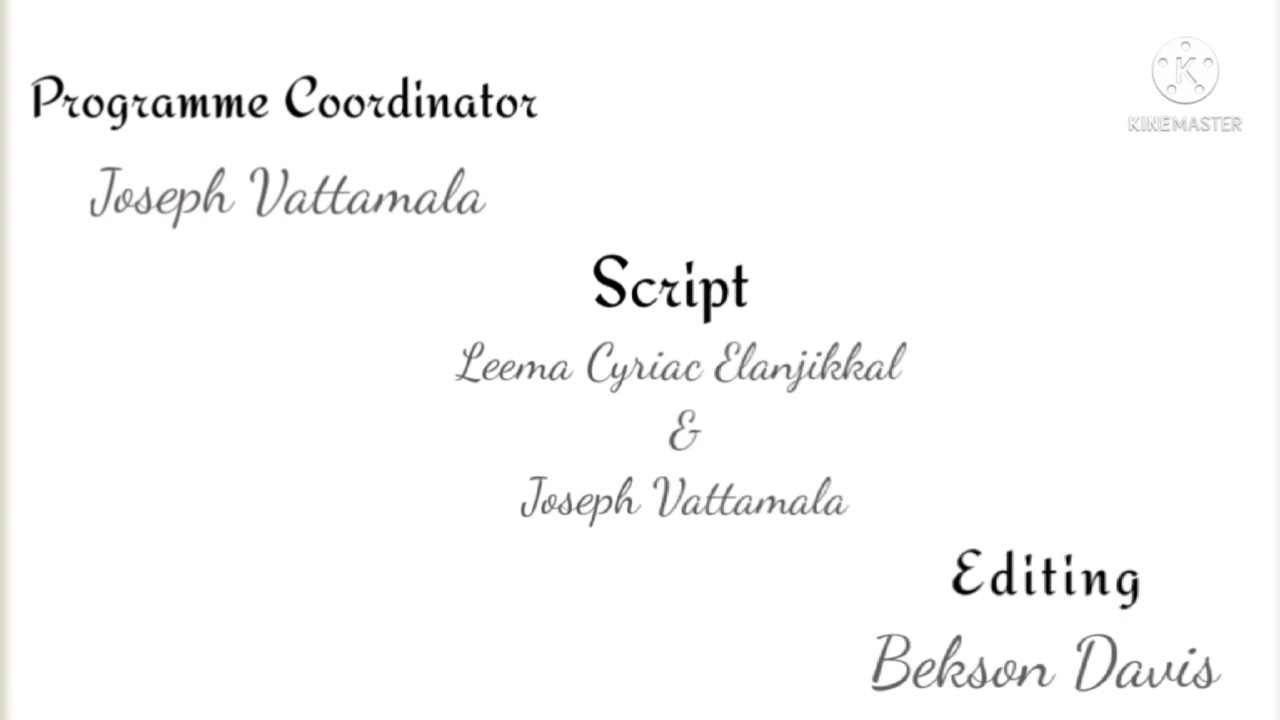 Programme Coordinator
KINEMASTER
Joseph Vattamala
Script
Leema Cyriac Elanjikkal
&
Joseph Vattamala
Editing
Bekson Davis